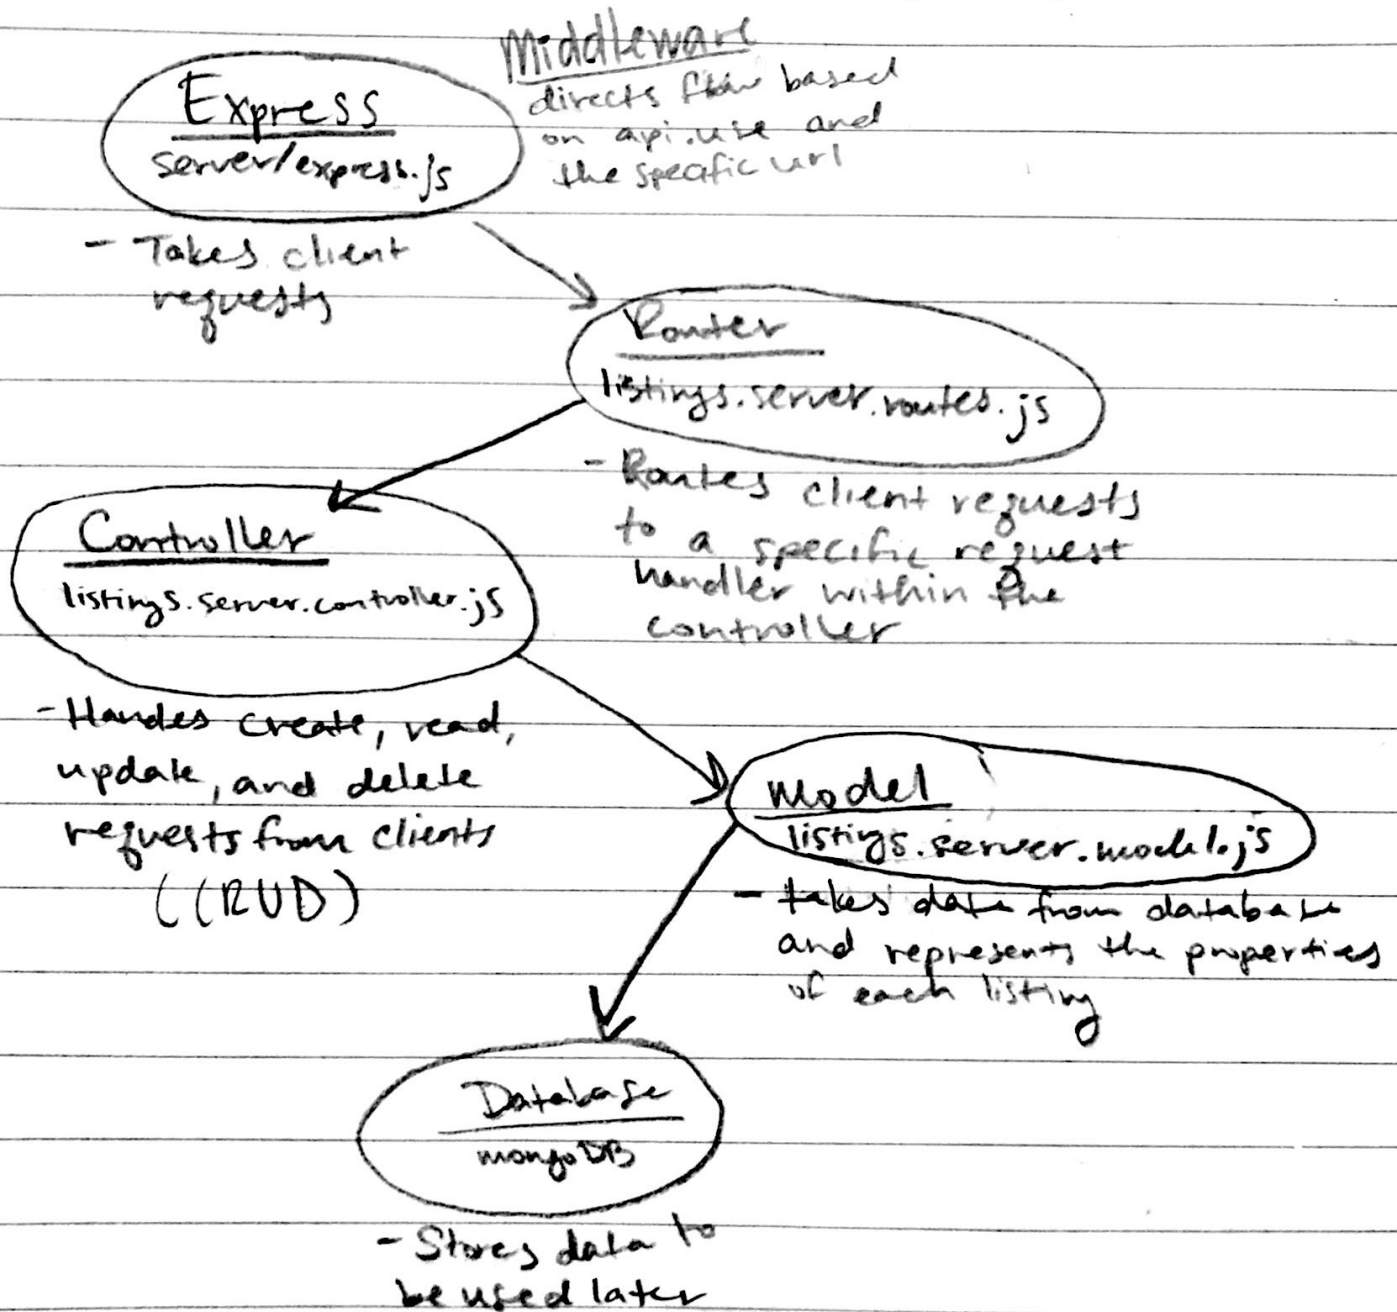 Middleware
directs flow based
on api.use and
the specific url
Express
server/express.js
- Takes client
requests
Router
listings.server.routes.js
- Routes client requests
to a specific request
handler within the
controller
Controller
listings.server.controller.js
- Handes create, read,
update, and delete
requests from clients
(CRUD)
Model
listings.server.model.js
- takes data from database
and represents the properties
of each listing
Database
mongoDB
- Stores data to
be used later